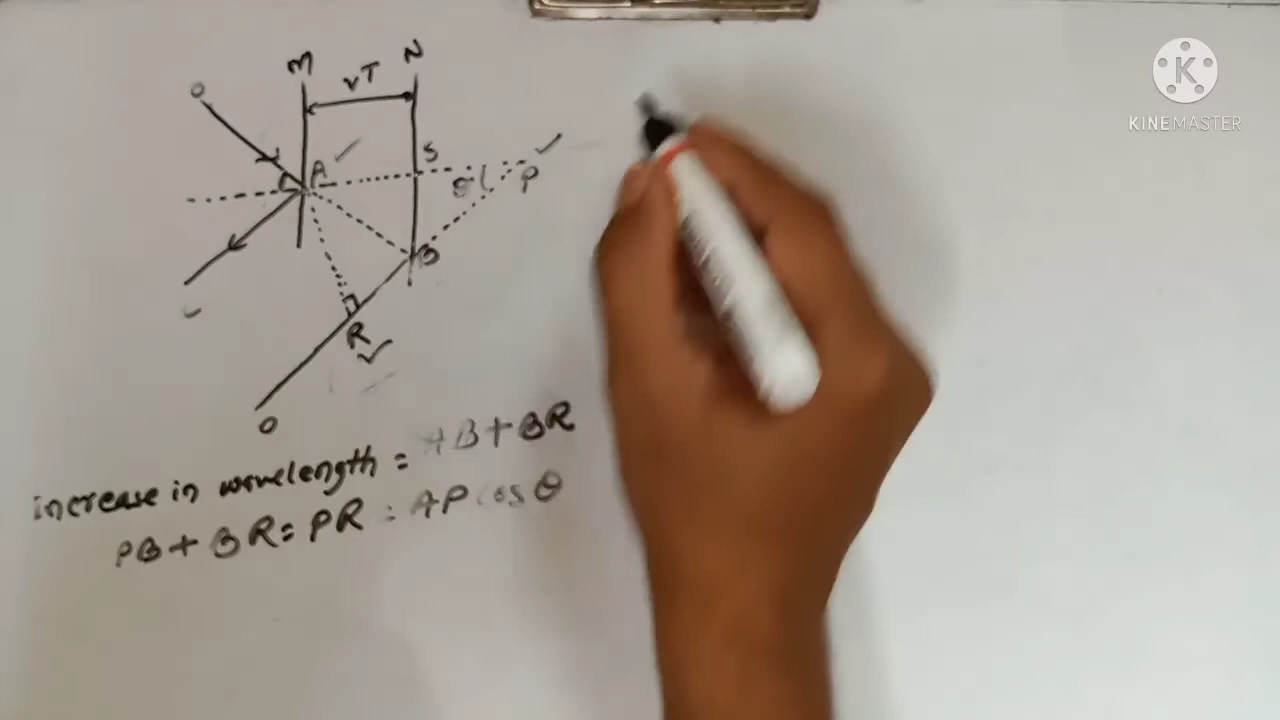 M
N
O
vT
A
S
θ
P
B
R
O
increase in wavelength = AB + BR
PB + BR = PR = AP cos θ
K
KINEMASTER